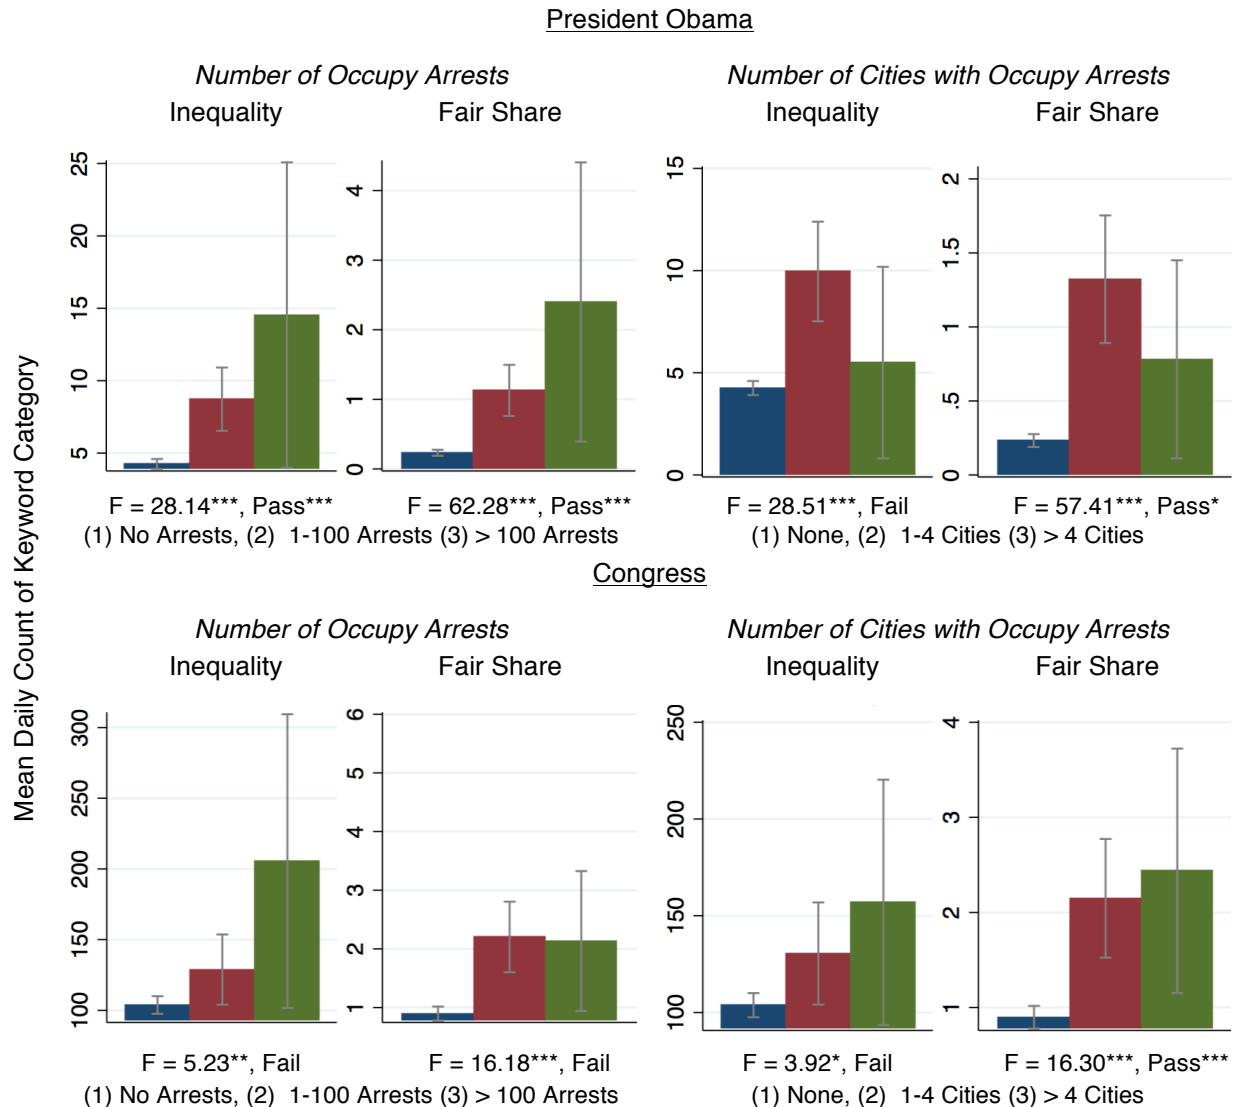 President Obama
Number of Occupy Arrests
Number of Cities with Occupy Arrests
Inequality
Fair Share
Inequality
Fair Share
Mean Daily Count of Keyword Category
25
20
15
10
5
4
3
2
1
0
15
10
5
0
2
1.5
1
.5
0
F = 28.14***, Pass***
F = 62.28***, Pass***
F = 28.51***, Fail
F = 57.41***, Pass*
(1) No Arrests, (2) 1-100 Arrests (3) > 100 Arrests
(1) None, (2) 1-4 Cities (3) > 4 Cities
Congress
Number of Occupy Arrests
Number of Cities with Occupy Arrests
Inequality
Fair Share
Inequality
Fair Share
300
250
200
150
100
6
5
4
3
2
1
250
200
150
100
4
3
2
1
F = 5.23**, Fail
F = 16.18***, Fail
F = 3.92*, Fail
F = 16.30***, Pass***
(1) No Arrests, (2) 1-100 Arrests (3) > 100 Arrests
(1) None, (2) 1-4 Cities (3) > 4 Cities